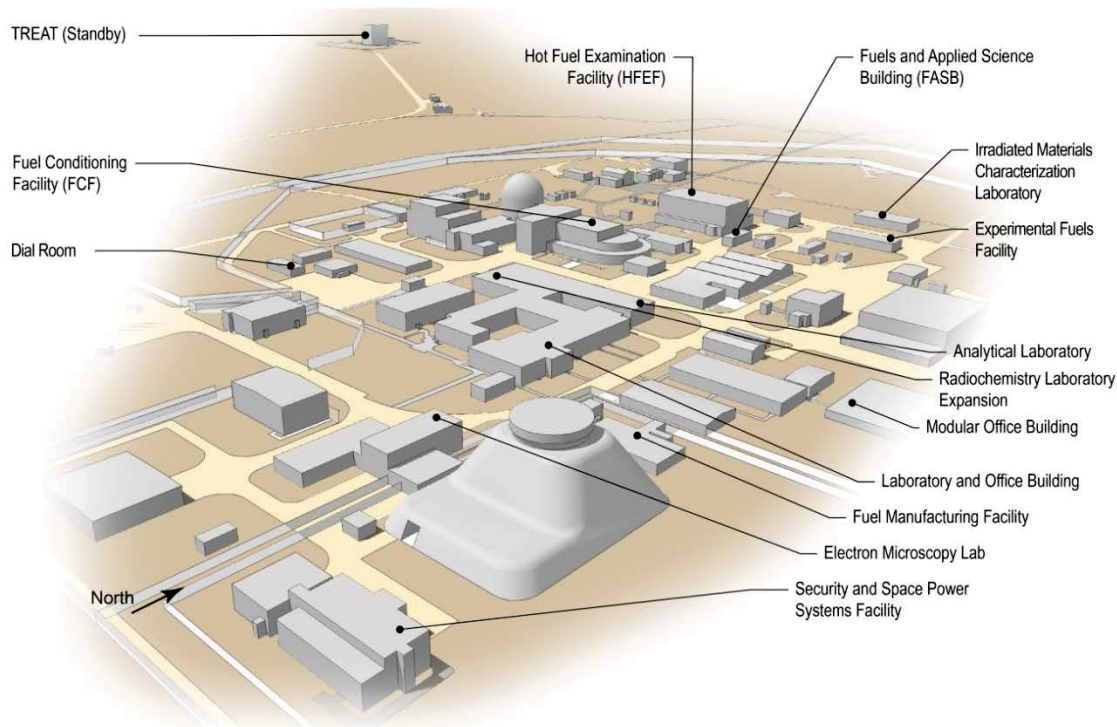 TREAT (Standby)
Hot Fuel Examination
Facility (HFEF)
Fuels and Applied Science
Building (FASB)
Fuel Conditioning
Facility (FCF)
Irradiated Materials
Characterization
Laboratory
Dial Room
Experimental Fuels
Facility
Analytical Laboratory
Radiochemistry Laboratory
Expansion
Modular Office Building
Laboratory and Office Building
Fuel Manufacturing Facility
Electron Microscopy Lab
North
Security and Space Power
Systems Facility